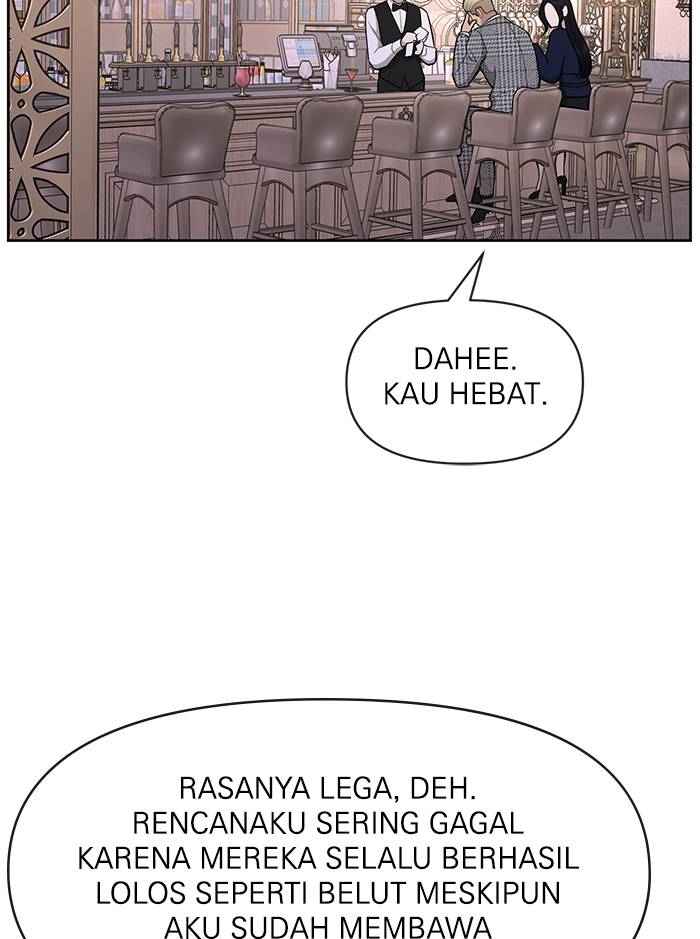 DAHEE.
KAU HEBAT.
RASANYA LEGA, DEH.
RENCANAKU SERING GAGAL
KARENA MEREKA SELALU BERHASIL
LOLOS SEPERTI BELUT MESKIPUN
AKU SUDAH MEMBAWA